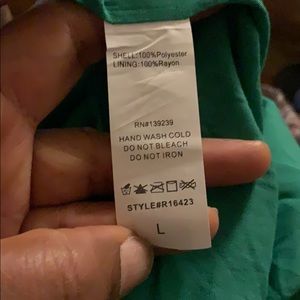 SHELL:100%Polyester
LINING:100%Rayon
RN#139239
HAND WASH COLD
DO NOT BLEACH
DO NOT IRON
STYLE#R16423
L